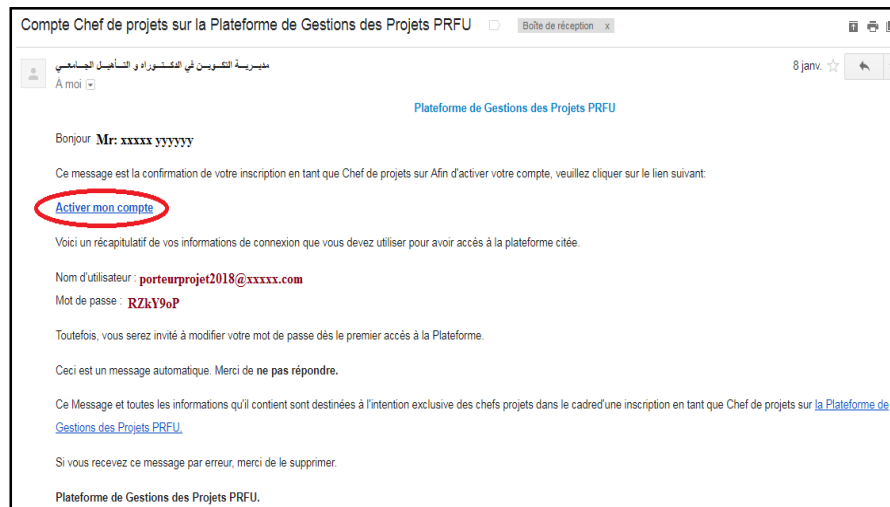 Compte Chef de projets sur la Plateforme de Gestions des Projets PRFU Boîte de réception x
مديــريــة التكــويــن في الدكــتــوراه و التــأهيــل الجــامعــي 8 janv.
À moi
Plateforme de Gestions des Projets PRFU
Bonjour Mr: xxxxx yyyyyy
Ce message est la confirmation de votre inscription en tant que Chef de projets sur Afin d'activer votre compte, veuillez cliquer sur le lien suivant:
Activer mon compte
Voici un récapitulatif de vos informations de connexion que vous devez utiliser pour avoir accès à la plateforme citée.
Nom d'utilisateur : porteurprojet2018@xxxxx.com
Mot de passe : RZkY9oP
Toutefois, vous serez invité à modifier votre mot de passe dès le premier accès à la Plateforme.
Ceci est un message automatique. Merci de ne pas répondre.
Ce Message et toutes les informations qu'il contient sont destinées à l'intention exclusive des chefs projets dans le cadred'une inscription en tant que Chef de projets sur la Plateforme de
Gestions des Projets PRFU.
Si vous recevez ce message par erreur, merci de le supprimer.
Plateforme de Gestions des Projets PRFU.